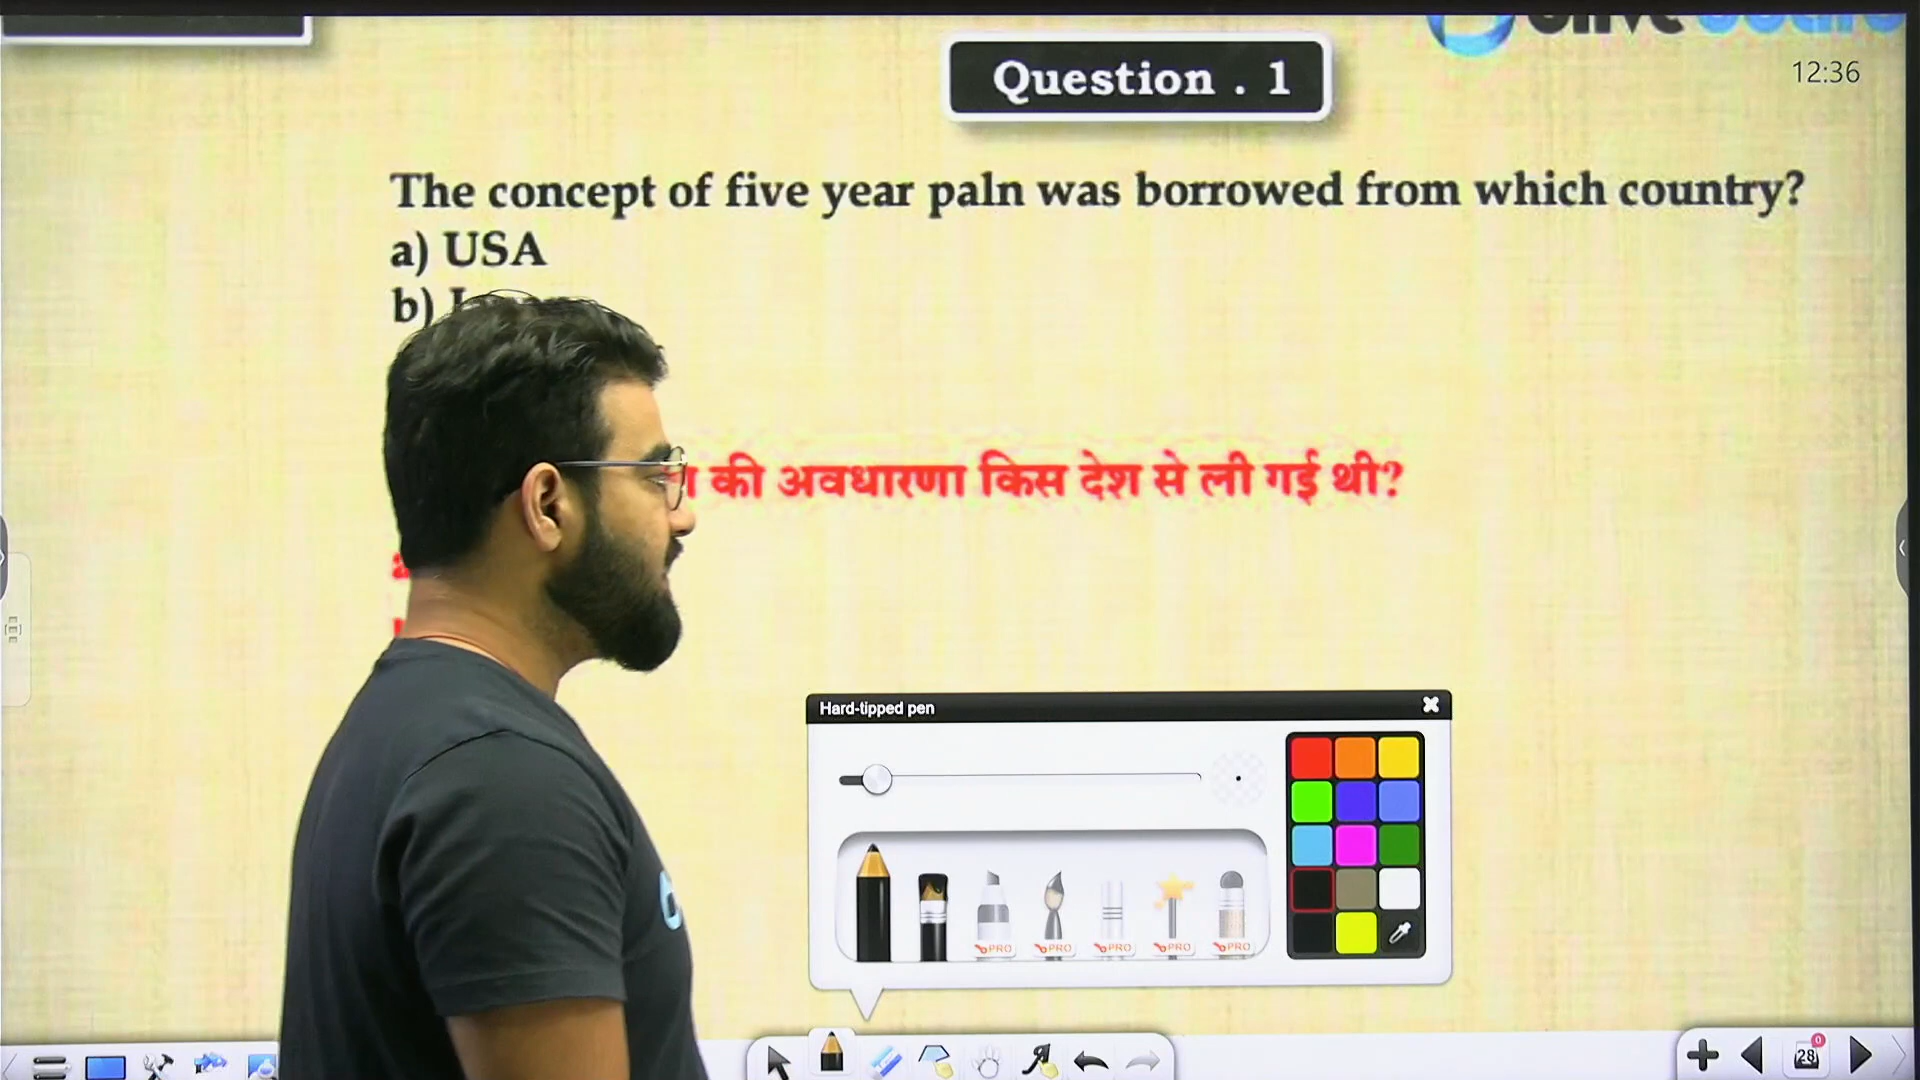 Question . 1
12:36
The concept of five year paln was borrowed from which country?
a) USA
b)
की अवधारणा किस देश से ली गई थी?
Hard-tipped pen
PRO PRO PRO PRO PRO
28
0